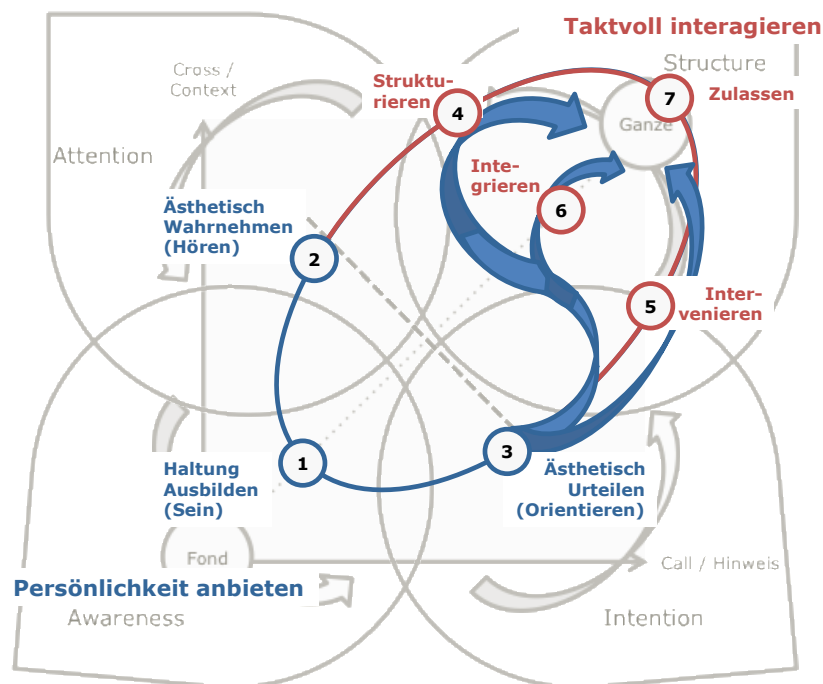 Taktvoll interagieren
Structure
Cross /
Context
Struktu-
rieren
4
7
Zulassen
Ganze
Attention
Inte-
grieren
6
Ästhetisch
Wahrnehmen
(Hören)
2
5
Inter-
venieren
3
1
Haltung
Ausbilden
(Sein)
Ästhetisch
Urteilen
(Orientieren)
Fond
Call / Hinweis
Persönlichkeit anbieten
Awareness
Intention